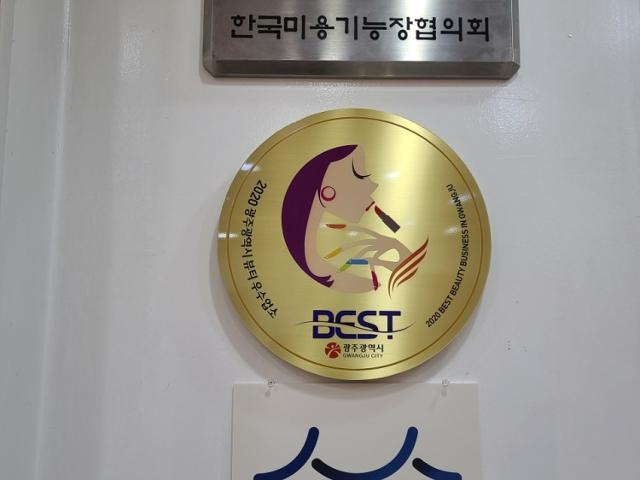 한국미용기능장협의회
2020 광주광역시 뷰티 우수업소
2020 BEST BEAUTY BUSINESS IN GWANGJU
BEST
광주광역시
GWANGJU CITY